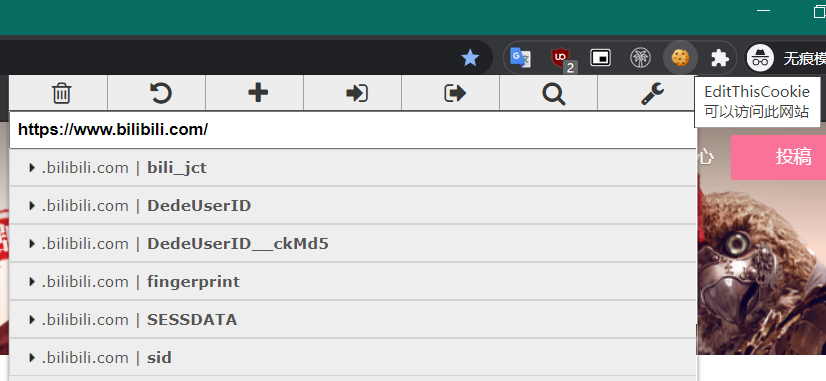 2
无痕模
EditThisCookie
可以访问此网站
https://www.bilibili.com/
心
投稿
.bilibili.com | bili_jct
.bilibili.com | DedeUserID
.bilibili.com | DedeUserID__ckMd5
.bilibili.com | fingerprint
.bilibili.com | SESSDATA
.bilibili.com | sid